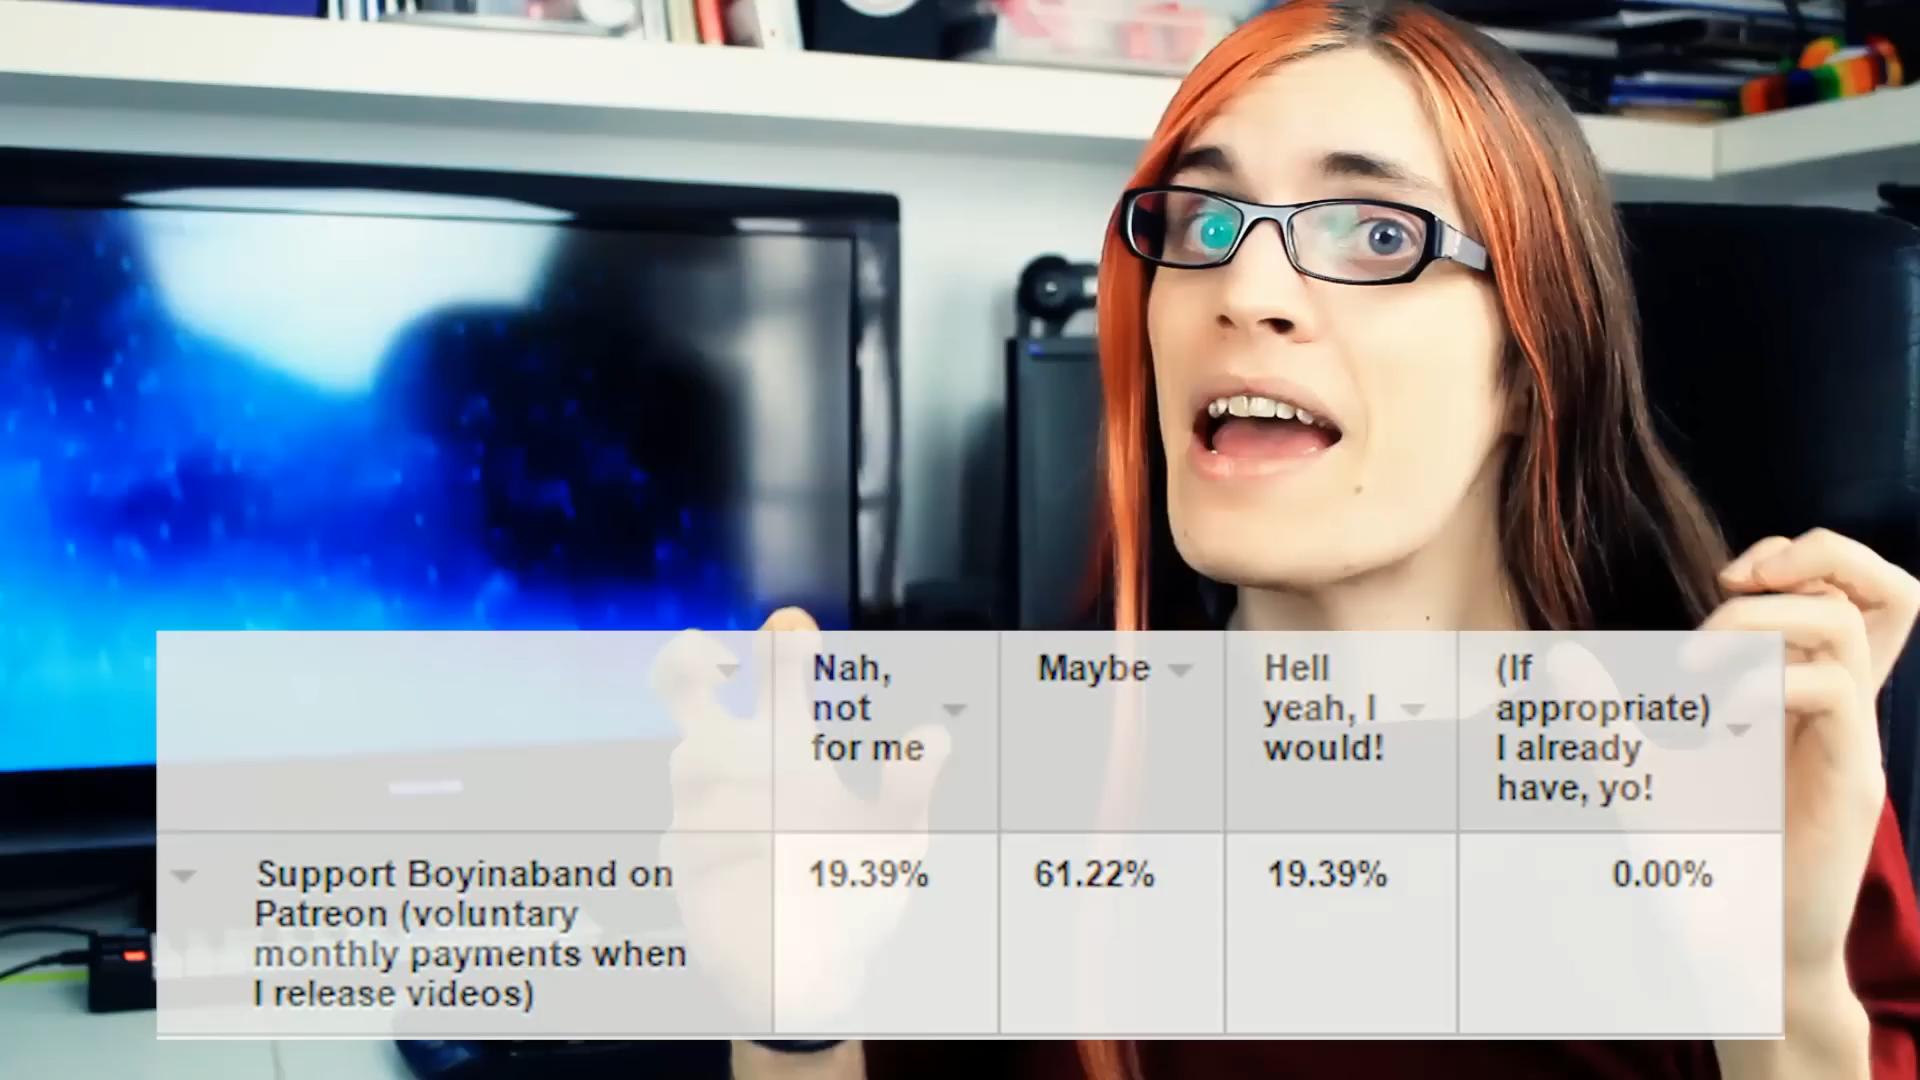 Nah,
not
for me
Maybe
Hell
yeah, I
would!
(If
appropriate)
I already
have, yo!
Support Boyinaband on
Patreon (voluntary
monthly payments when
I release videos)
19.39%
61.22%
19.39%
0.00%